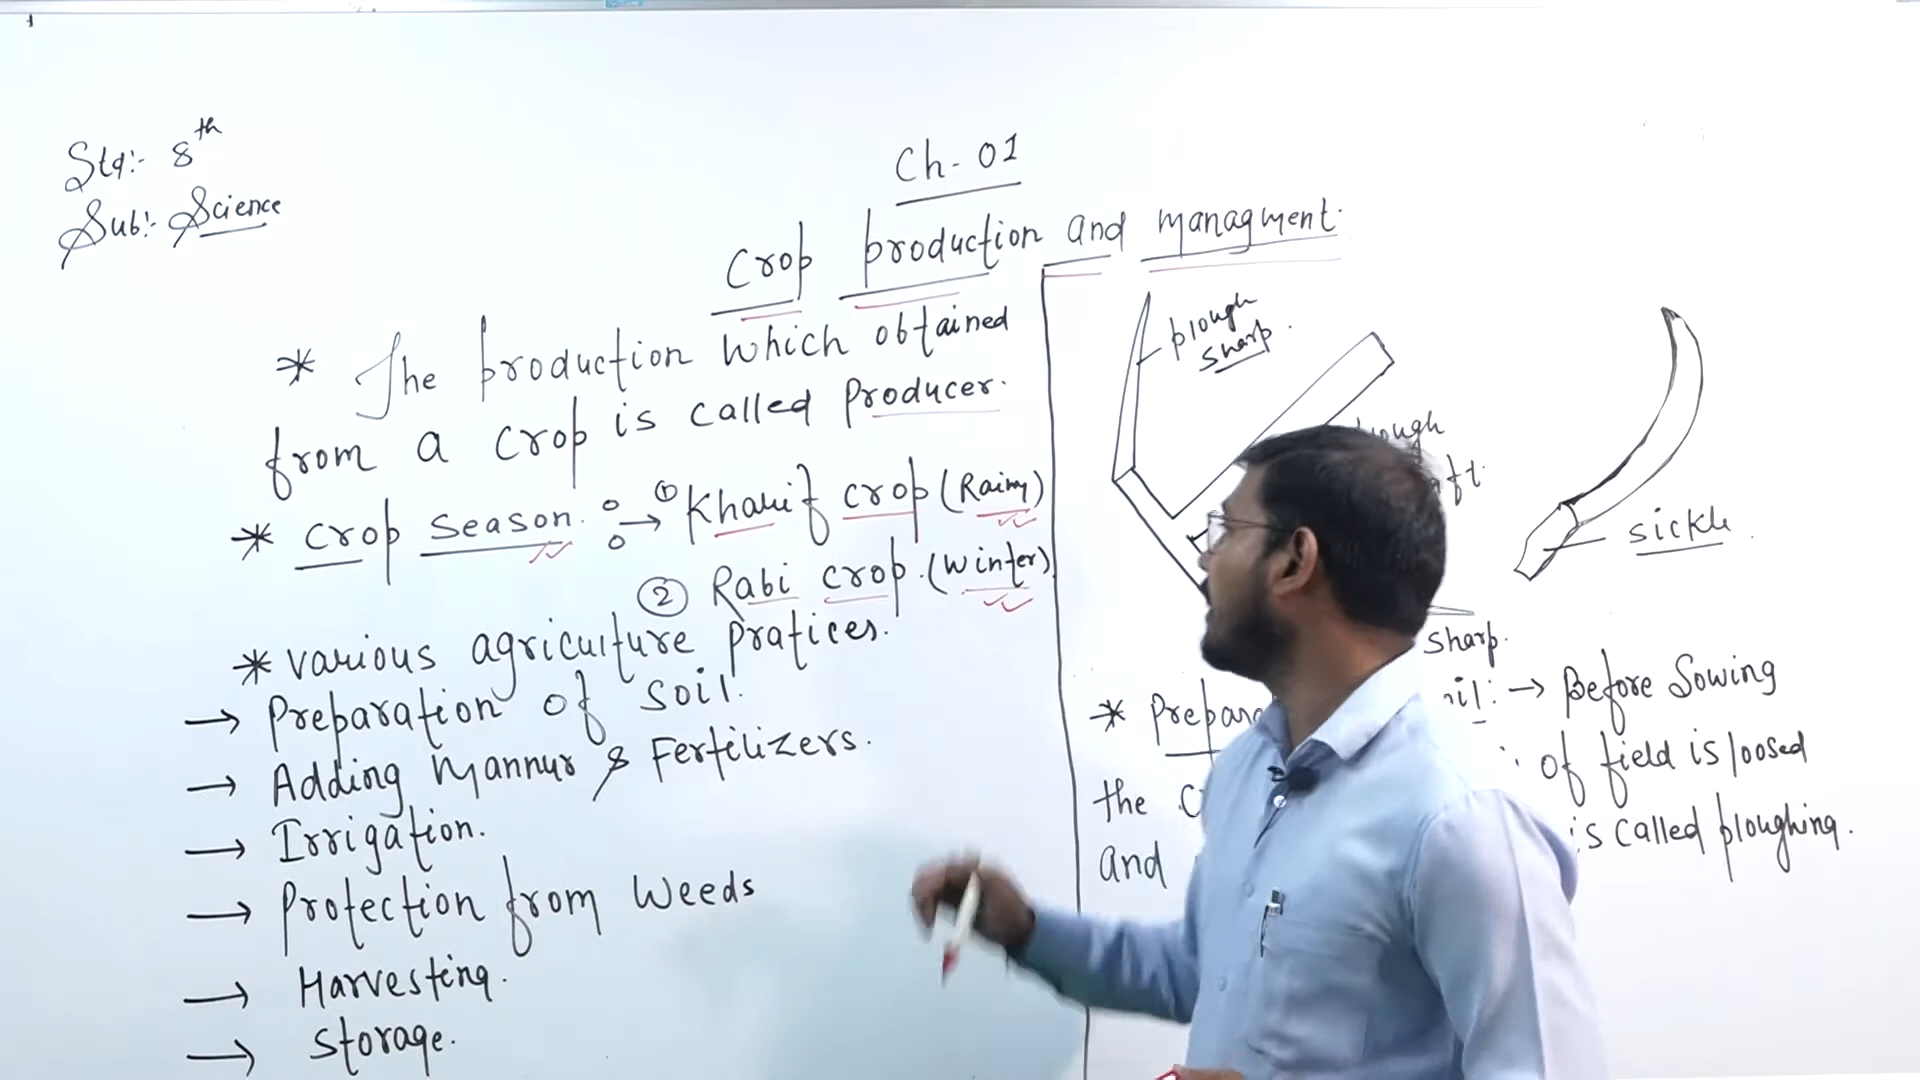 Std:- 8th
Sub:- Science
Ch-01
Crop production and managment.
* The production which obtained
from a crop is called Producer.
* Crop season. → ① Kharif crop (Rainy)
② Rabi crop. (Winter)
* Various agriculture pratices.
→ Preparation of soil.
→ Adding Mannur & Fertilizers.
→ Irrigation.
→ Protection from Weeds
→ Harvesting.
→ Storage.
plough
sharp.
sickle.
sharp.
* → Before Sowing
the of field is loosed
and is called ploughing.